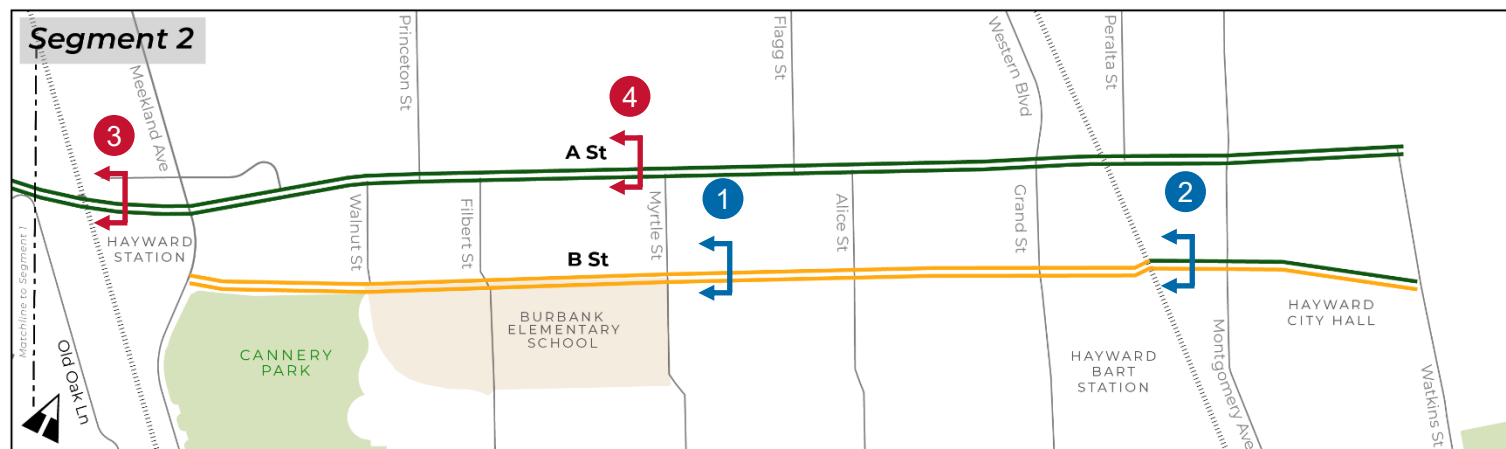 Segment 2
Meekland Ave
Princeton St
Flagg St
Western Blvd
Peralta St
4
3
A St
1
2
HAYWARD
STATION
Walnut St
Filbert St
Myrtle St
Alice St
Grand St
B St
Matchline to Segment 1
Old Oak Ln
CANNERY
PARK
BURBANK
ELEMENTARY
SCHOOL
HAYWARD
BART
STATION
HAYWARD
CITY HALL
Montgomery Ave
Watkins St